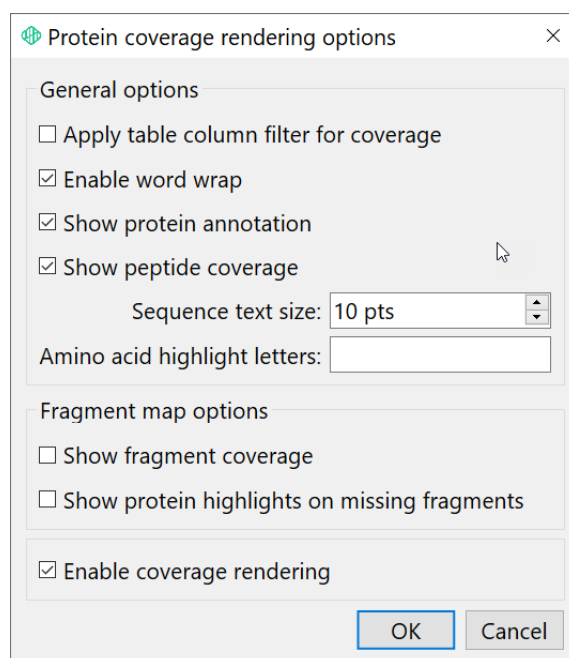 Protein coverage rendering options
General options
Apply table column filter for coverage
Enable word wrap
Show protein annotation
Show peptide coverage
Sequence text size: 10 pts
Amino acid highlight letters:
Fragment map options
Show fragment coverage
Show protein highlights on missing fragments
Enable coverage rendering
OK Cancel